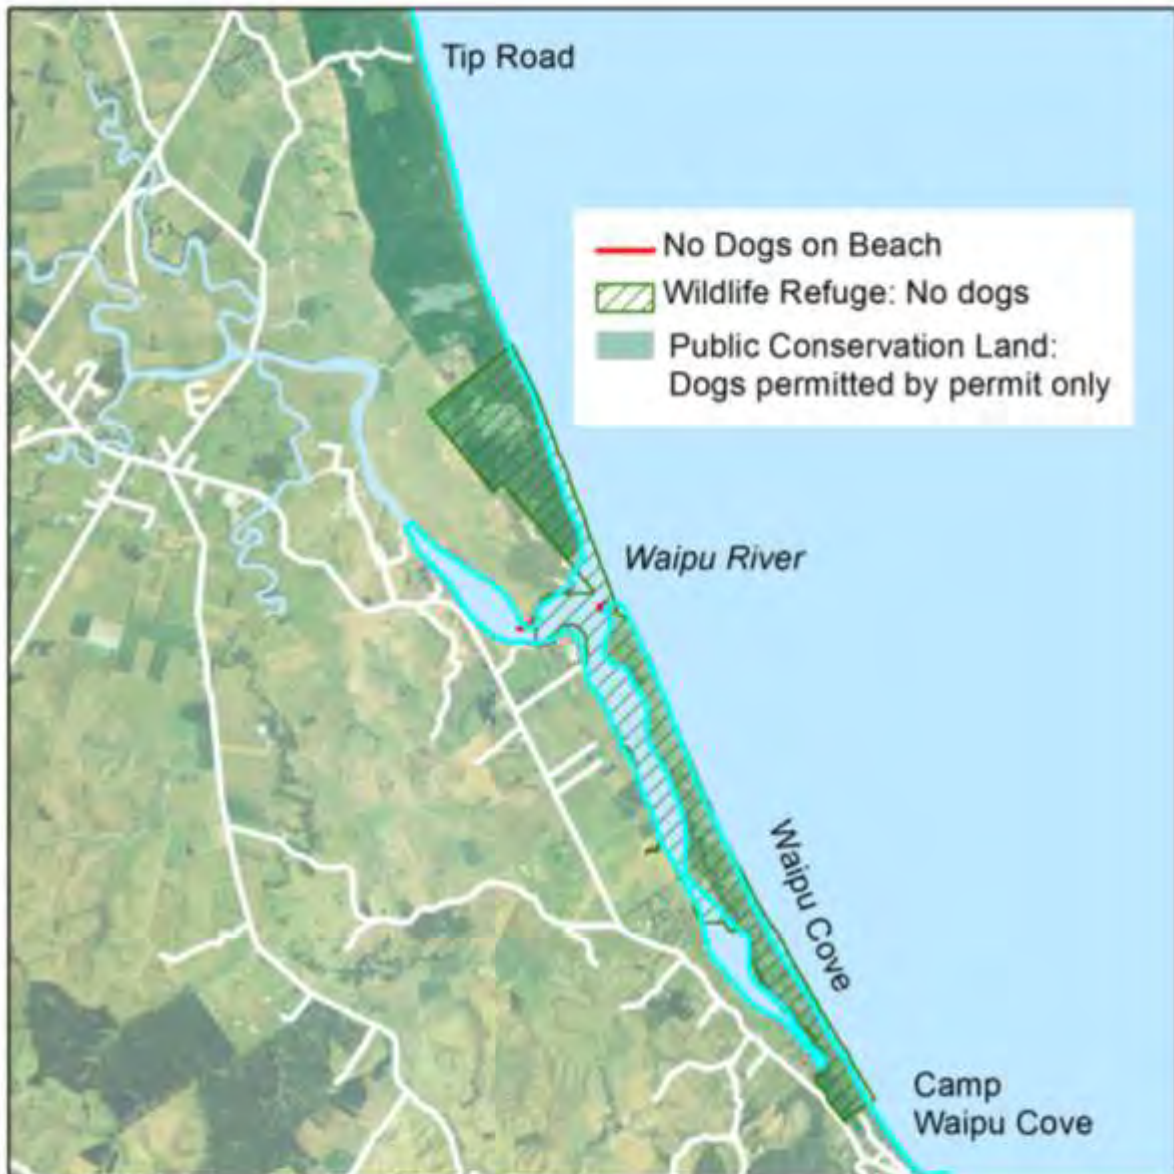 Tip Road
No Dogs on Beach
Wildlife Refuge: No dogs
Public Conservation Land:
Dogs permitted by permit only
Waipu River
Waipu Cove
Camp
Waipu Cove